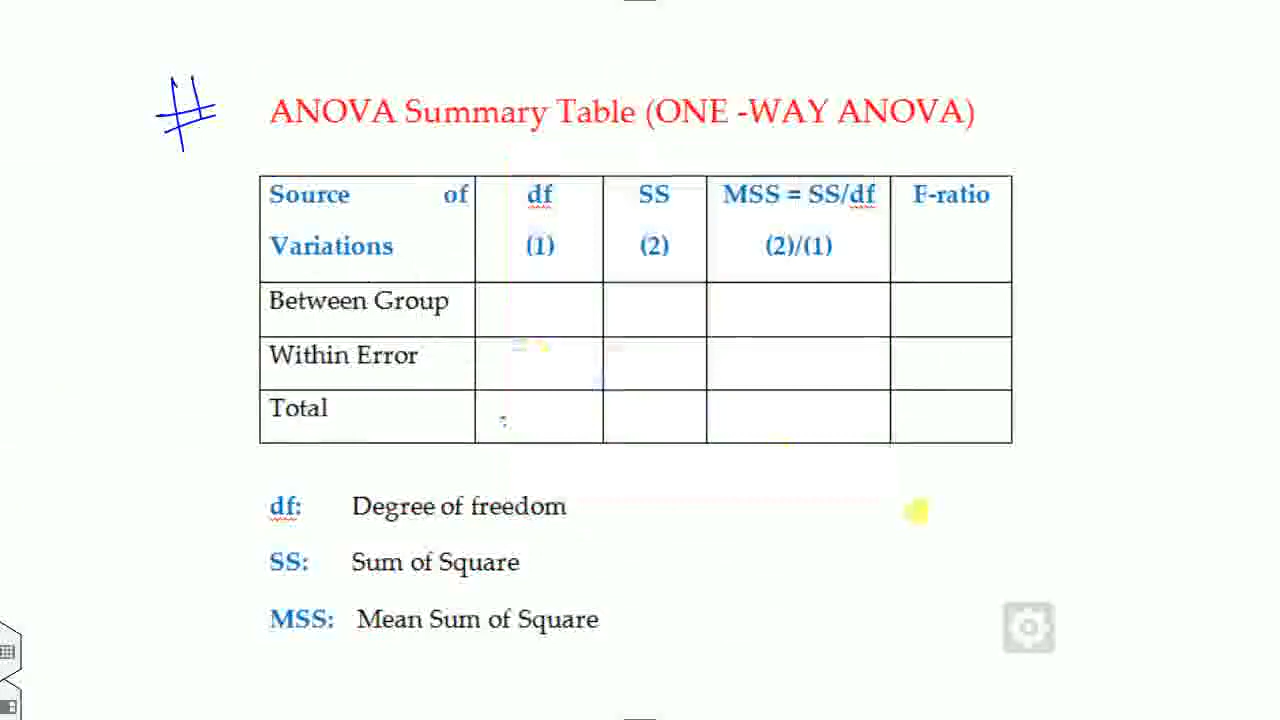 #
ANOVA Summary Table (ONE -WAY ANOVA)
Source of Variations df (1) SS (2) MSS = SS/df (2)/(1) F-ratio
Between Group
Within Error
Total
df: Degree of freedom
SS: Sum of Square
MSS: Mean Sum of Square